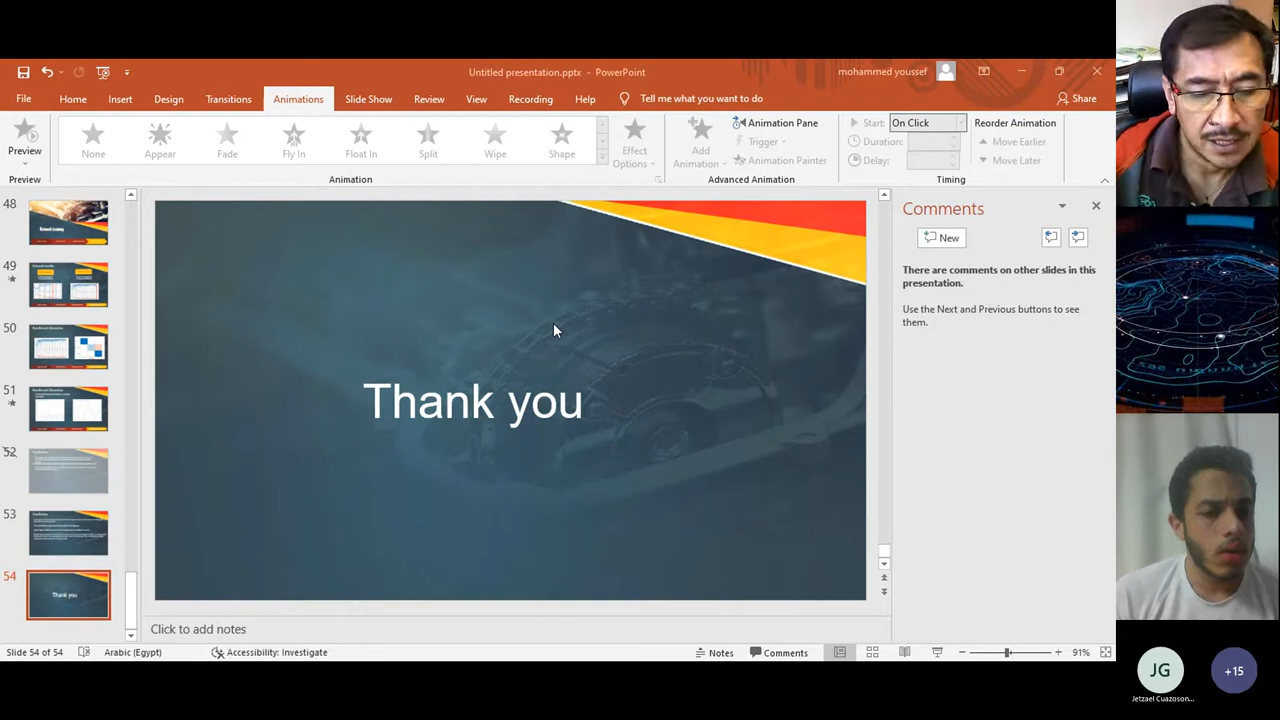 Untitled presentation.pptx - PowerPoint
mohammed youssef
File Home Insert Design Transitions Animations Slide Show Review View Recording Help Tell me what you want to do
Share
Preview
None Appear Fade Fly In Float In Split Wipe Shape
Effect Options
Add Animation
Animation Pane
Trigger
Animation Painter
Start: On Click
Duration:
Delay:
Reorder Animation
Move Earlier
Move Later
Preview Animation Advanced Animation Timing
48
49
50
51
52
53
54
Thank you
Thank you
Comments
New
There are comments on other slides in this
presentation.
Use the Next and Previous buttons to see
them.
Click to add notes
Slide 54 of 54 Arabic (Egypt) Accessibility: Investigate Notes Comments 91%
JG
Jetzael Cuazoson...
+15